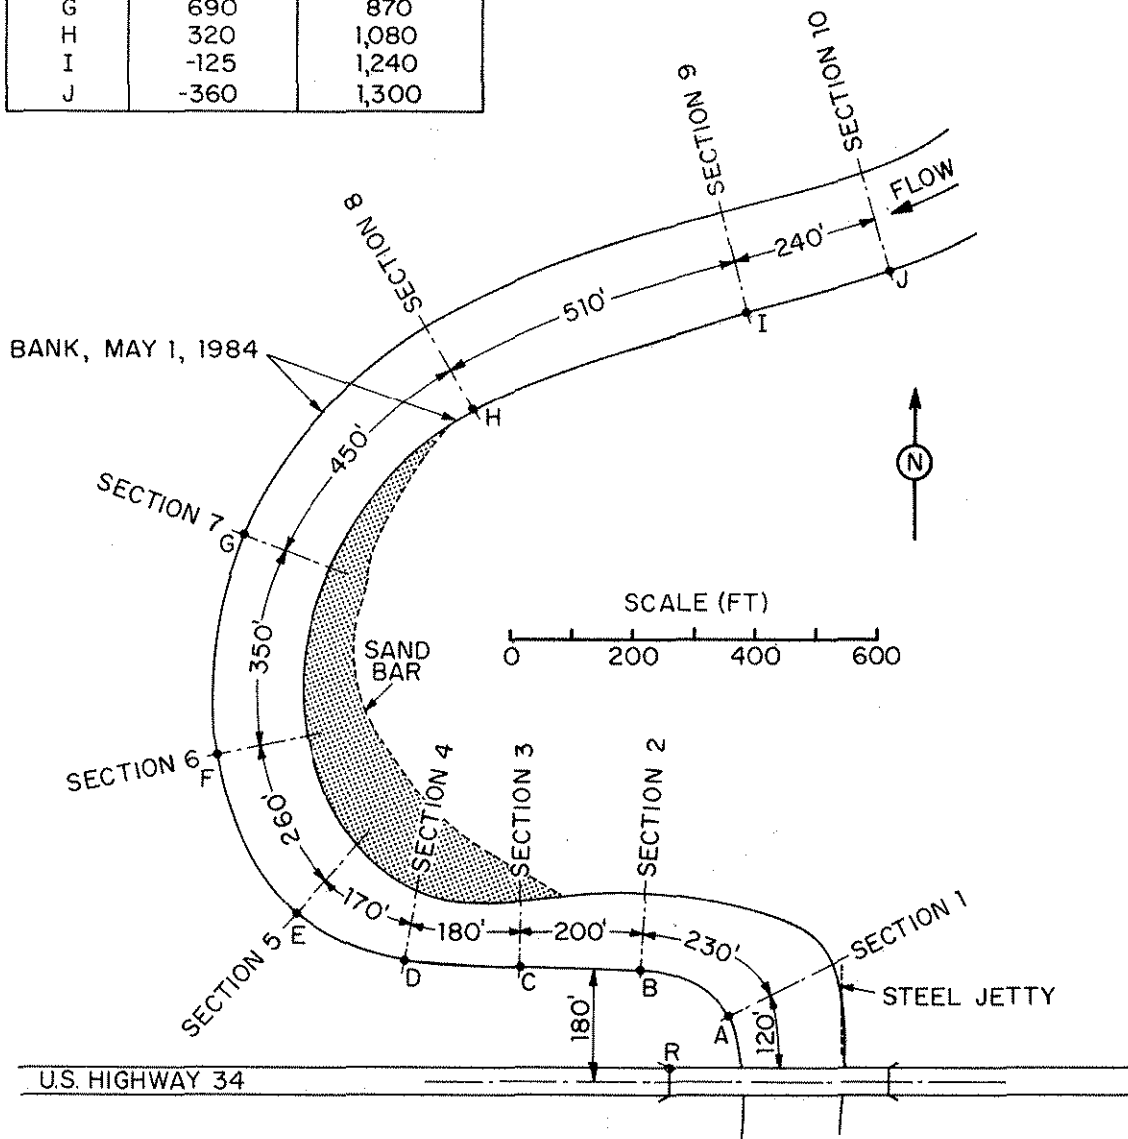 G 690 870
H 320 1,080
I -125 1,240
J -360 1,300
SECTION 10
SECTION 9
FLOW
SECTION 8
240'
J
510'
I
BANK, MAY 1, 1984
H
450'
N
SECTION 7
G
SCALE (FT)
0 200 400 600
350'
SAND
BAR
SECTION 6
F
SECTION 4
SECTION 3
SECTION 2
260'
170'
180'
200'
230'
SECTION 1
E
D
C
B
SECTION 5
STEEL JETTY
180'
A
120'
R
U.S. HIGHWAY 34